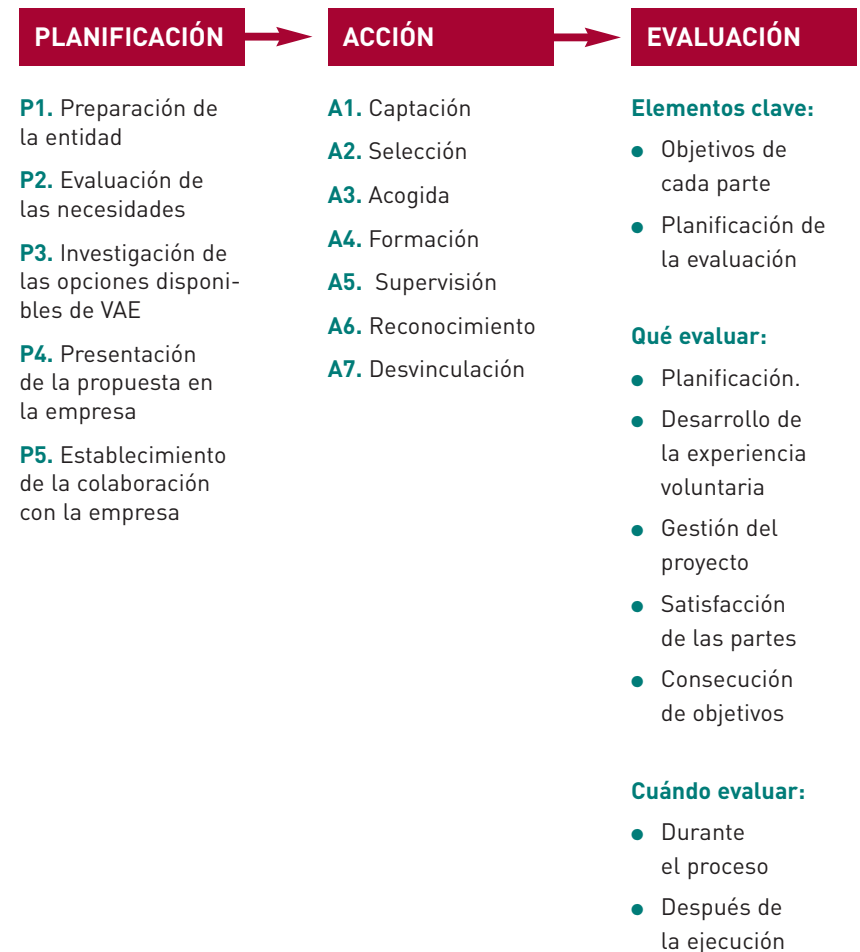 PLANIFICACIÓN
P1. Preparación de
la entidad
P2. Evaluación de
las necesidades
P3. Investigación de
las opciones disponi-
bles de VAE
P4. Presentación
de la propuesta en
la empresa
P5. Establecimiento
de la colaboración
con la empresa
ACCIÓN
A1. Captación
A2. Selección
A3. Acogida
A4. Formación
A5. Supervisión
A6. Reconocimiento
A7. Desvinculación
EVALUACIÓN
Elementos clave:
● Objetivos de
cada parte
● Planificación de
la evaluación
Qué evaluar:
● Planificación.
● Desarrollo de
la experiencia
voluntaria
● Gestión del
proyecto
● Satisfacción
de las partes
● Consecución
de objetivos
Cuándo evaluar:
● Durante
el proceso
● Después de
la ejecución